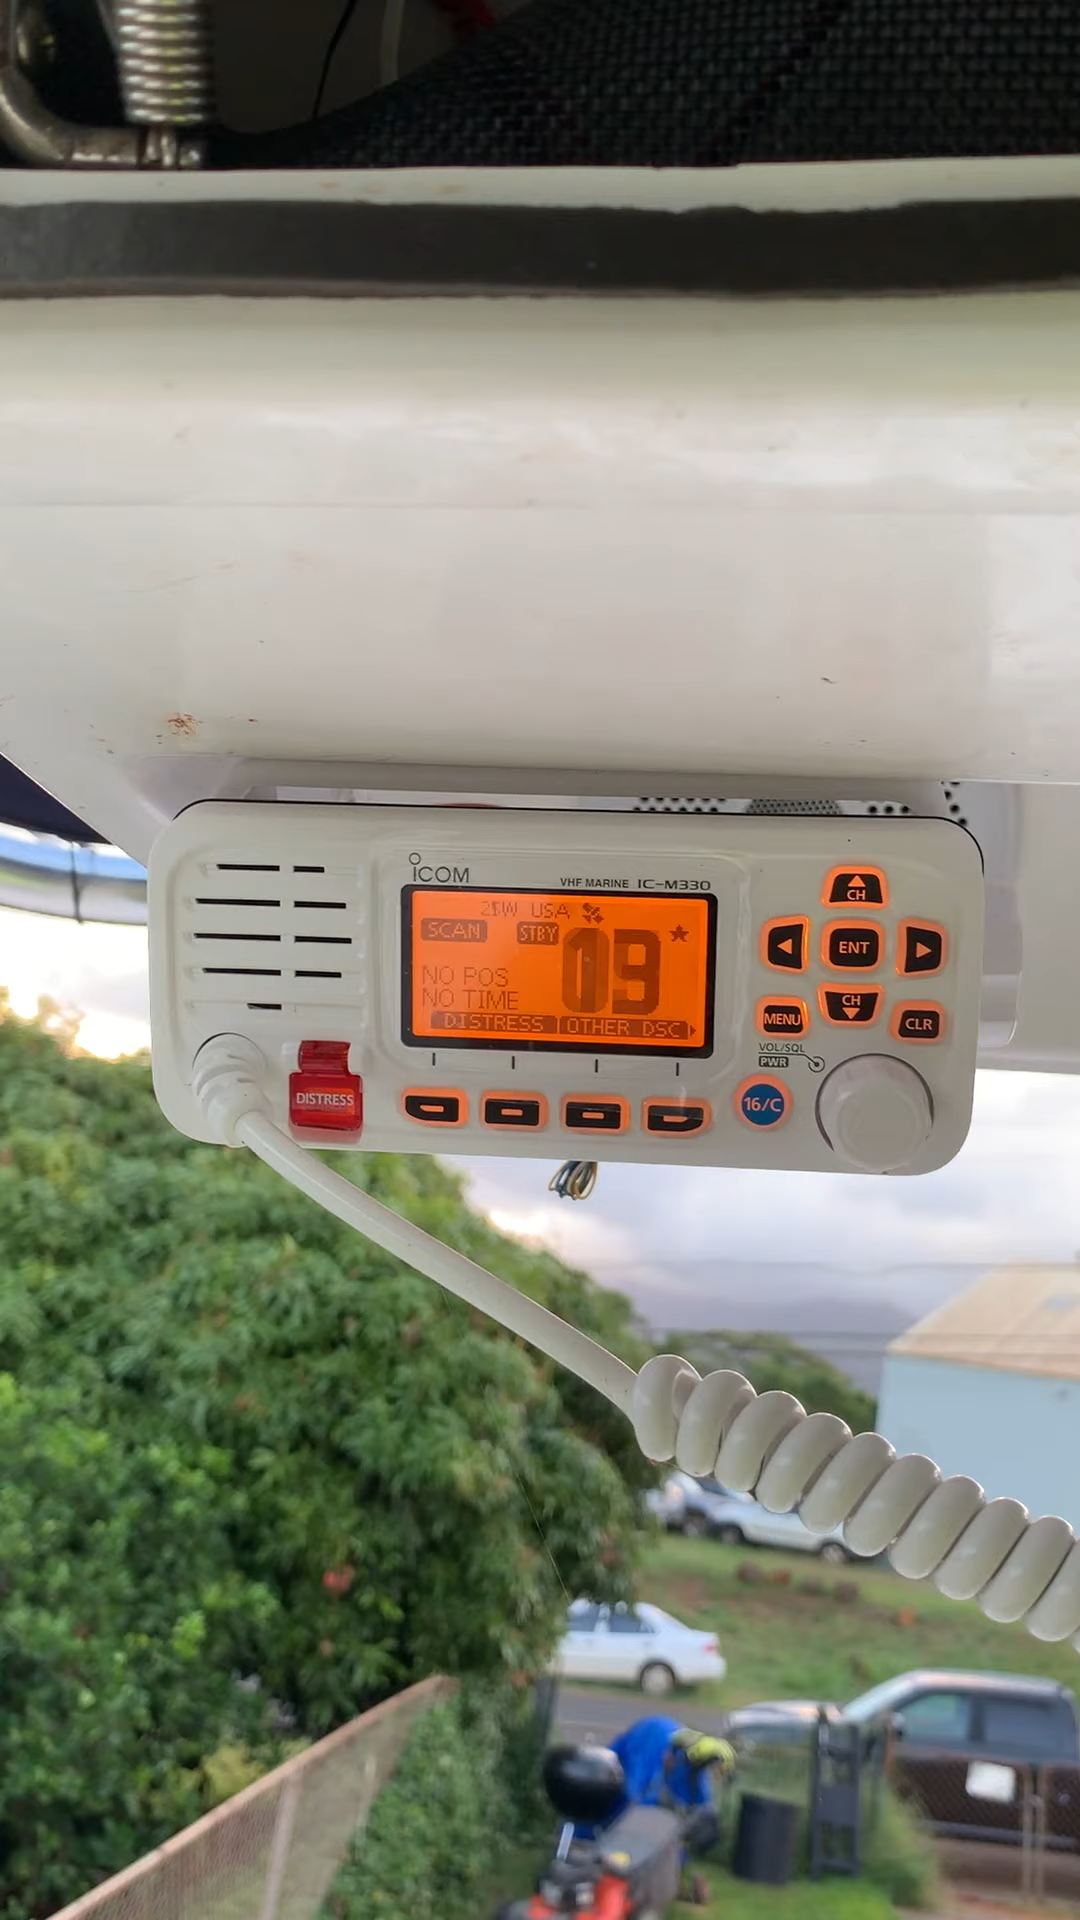 ICOM
VHF MARINE IC-M330
25W USA
SCAN STBY
NO POS
NO TIME
DISTRESS OTHER DSC
CH
ENT
CH
MENU
CLR
VOL/SQL
PWR
DISTRESS
16/C